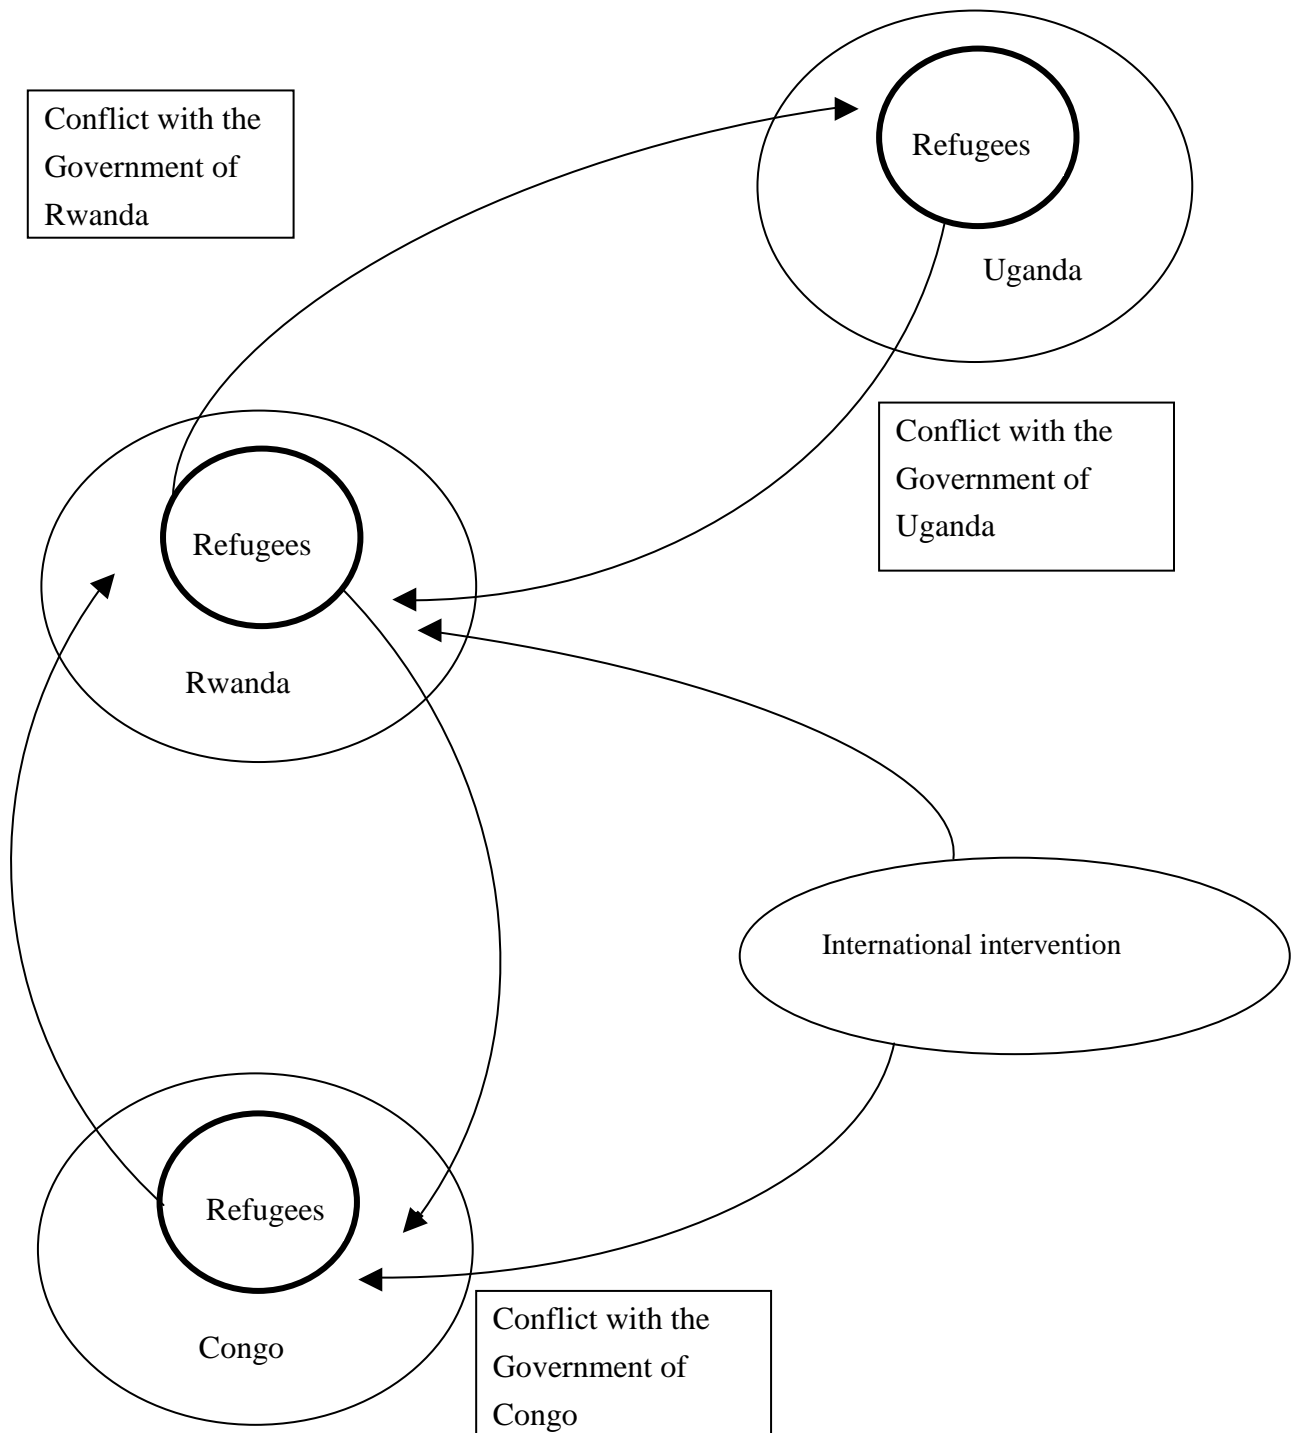 Conflict with the
Government of
Rwanda
Refugees
Uganda
Conflict with the
Government of
Uganda
Refugees
Rwanda
International intervention
Refugees
Congo
Conflict with the
Government of
Congo